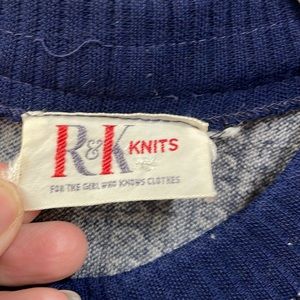 R&K KNITS
FOR THE GIRL WHO KNOWS CLOTHES